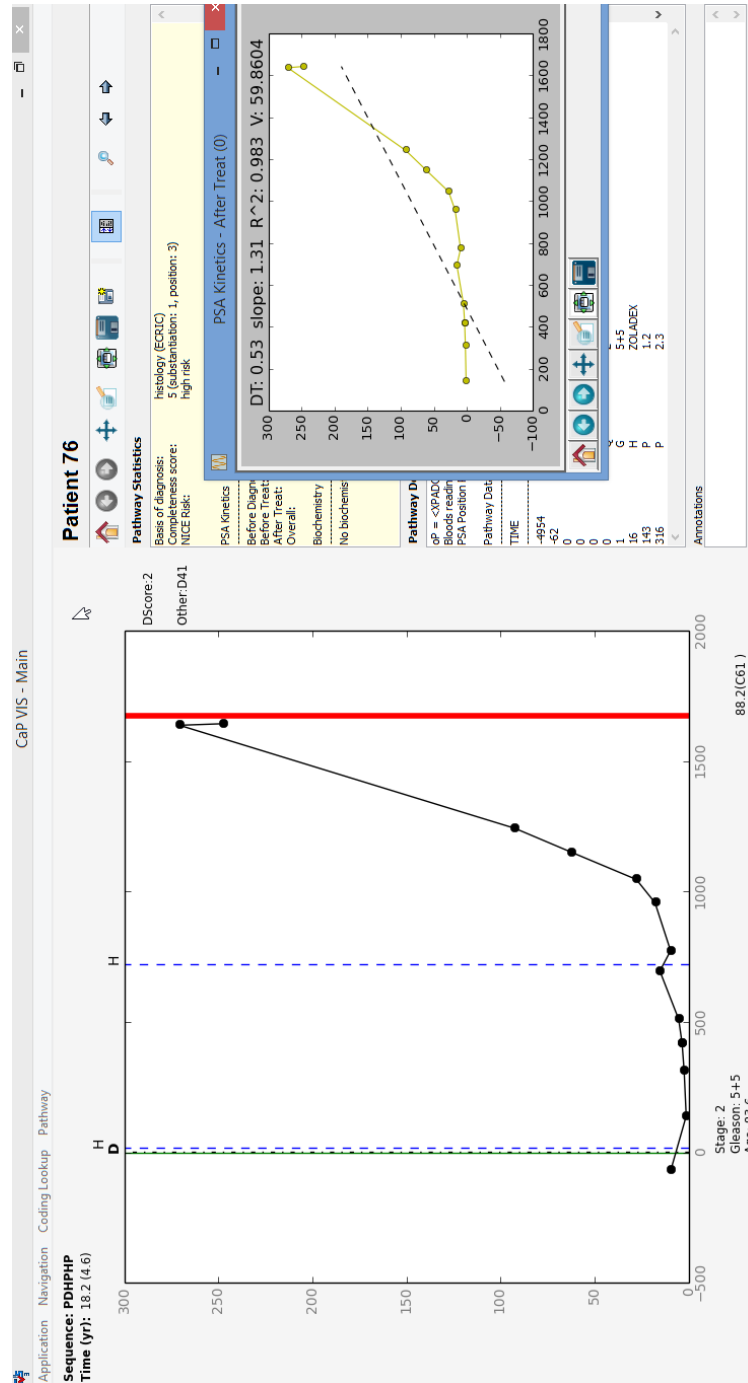 CaP VIS - Main
Application Navigation Coding Lookup Pathway
Sequence: PDHPHP
Time (yr): 18.2 (4.6)
H
D
H
DScore:2
Other:D41
300
250
200
150
100
50
0
−500
0
500
1000
1500
2000
Stage: 2
Gleason: 5+5
88.2(C61 )
Patient 76
Pathway Statistics
Basis of diagnosis: histology (ECRIC)
Completeness score: 5 (substantiation: 1, position: 3)
NICE Risk: high risk
PSA Kinetics
Before Diagn
Before Treat
After Treat:
Overall:
Biochemistry
No biochemis
PSA Kinetics - After Treat (0)
DT: 0.53 slope: 1.31 R^2: 0.983 V: 59.8604
300
250
200
150
100
50
0
−50
−100
0
200
400
600
800
1000
1200
1400
1600
1800
Pathway D
oP = <XPADC
Bloods readin
PSA Position
Pathway Dat
TIME
-4954
-62
0
0
0
0
1 G 5+5
16 H ZOLADEX
143 P 1.2
316 P 2.3
Annotations